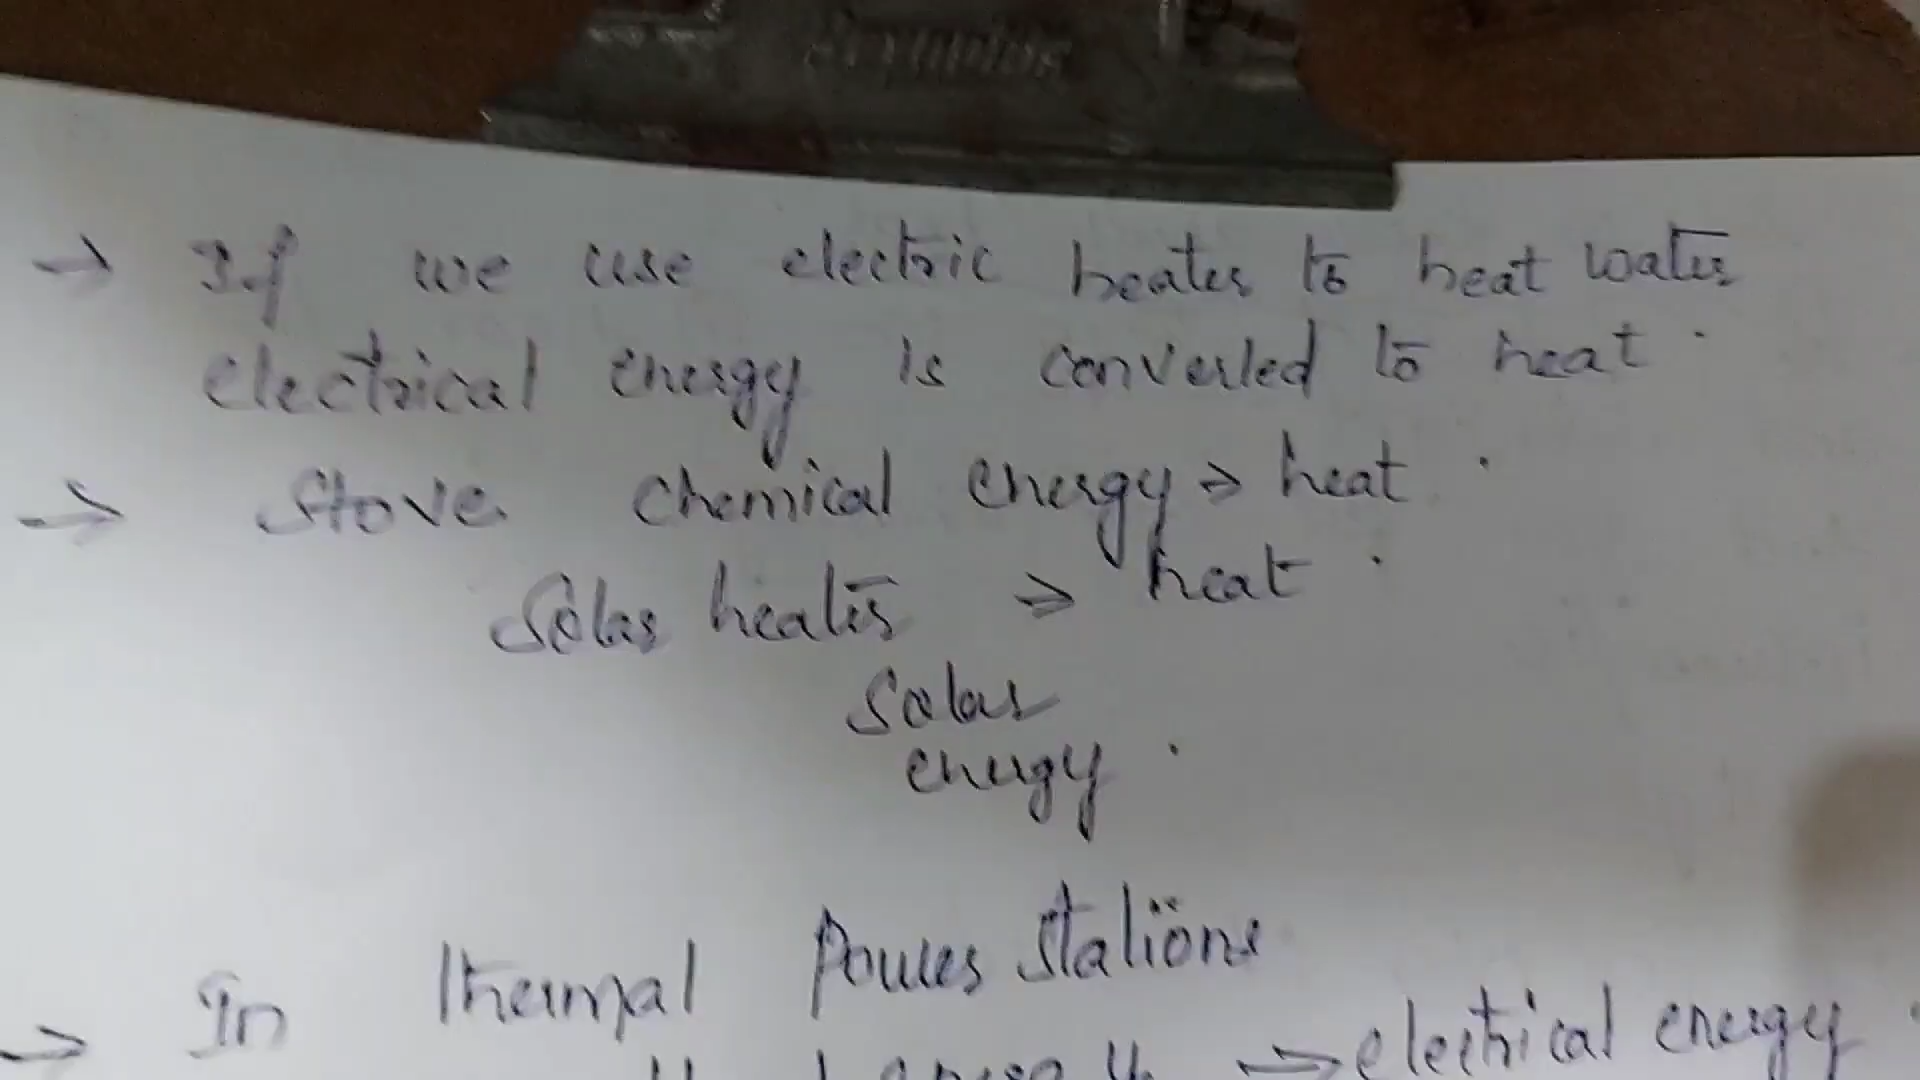 → If we use electric heater to heat water
electrical energy is converted to heat.
→ Stove chemical energy → heat.
Solar heater → heat.
Solar
energy.
→ In thermal Power stations
→ electrical energy.